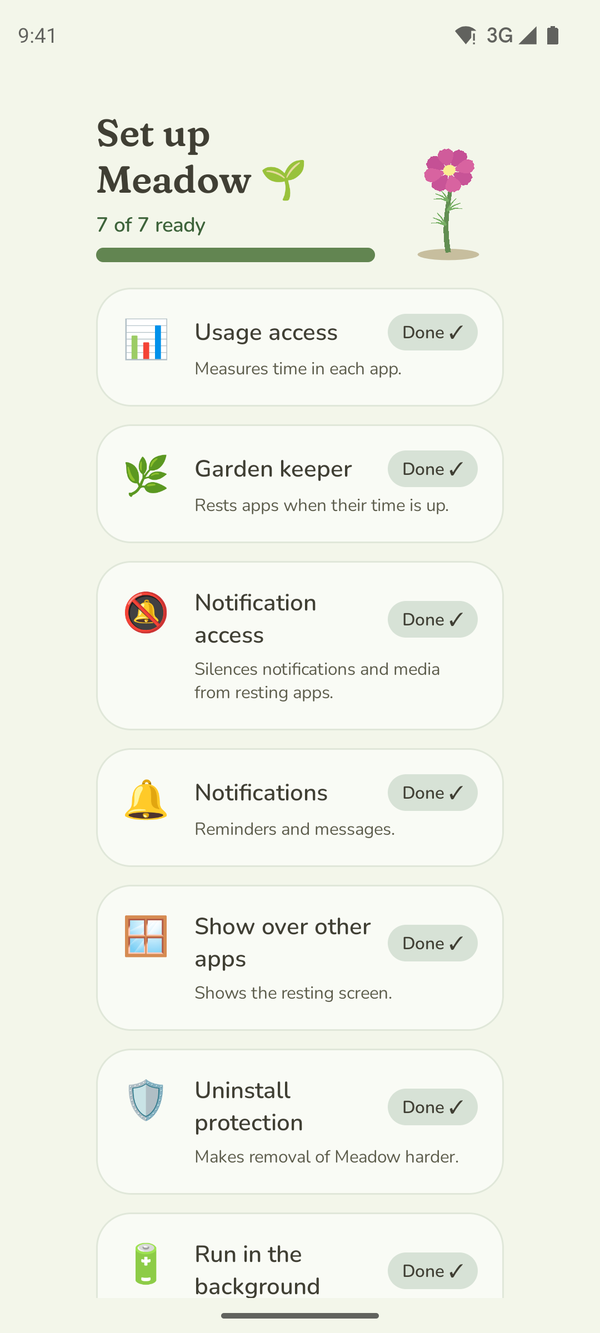 9:41
3G
Set up
Meadow 🌱
7 of 7 ready
Usage access
Done ✓
Measures time in each app.
Garden keeper
Done ✓
Rests apps when their time is up.
Notification
access
Done ✓
Silences notifications and media
from resting apps.
Notifications
Done ✓
Reminders and messages.
Show over other
apps
Done ✓
Shows the resting screen.
Uninstall
protection
Done ✓
Makes removal of Meadow harder.
Run in the
background
Done ✓